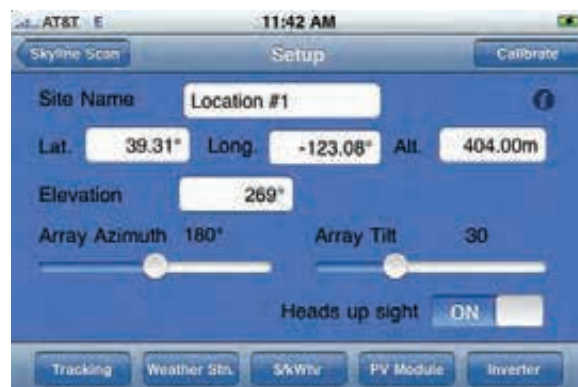 AT&T E 11:42 AM
Skyline Scan Setup Calibrate
Site Name Location #1
Lat. 39.31° Long. -123.08° Alt. 404.00m
Elevation 269°
Array Azimuth 180° Array Tilt 30
Heads up sight ON
Tracking Weather Stn. $/kWhr PV Module Inverter